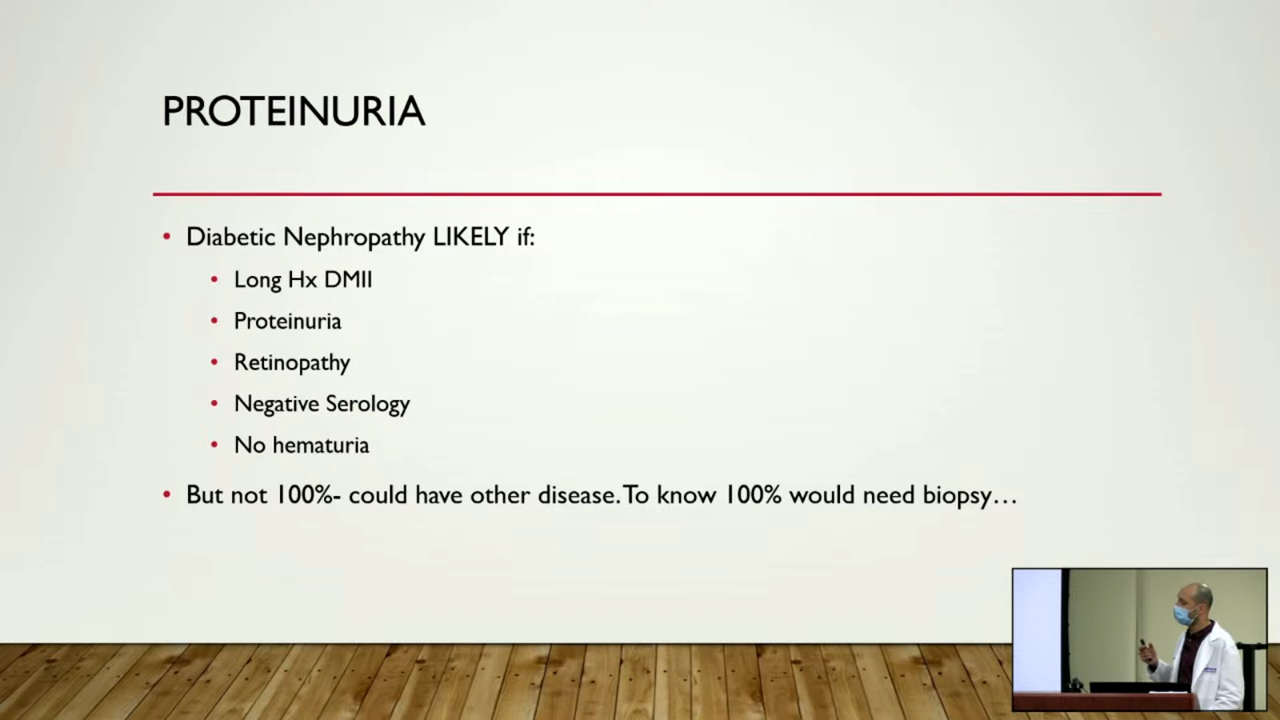 PROTEINURIA
Diabetic Nephropathy LIKELY if:
Long Hx DMII
Proteinuria
Retinopathy
Negative Serology
No hematuria
But not 100%- could have other disease. To know 100% would need biopsy…